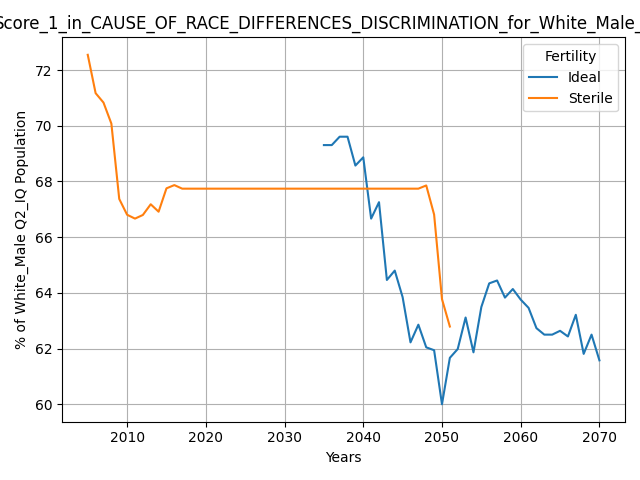 Score_1_in_CAUSE_OF_RACE_DIFFERENCES_DISCRIMINATION_for_White_Male_
Fertility
Ideal
Sterile
% of White_Male Q2_IQ Population
72
70
68
66
64
62
60
2010 2020 2030 2040 2050 2060 2070
Years